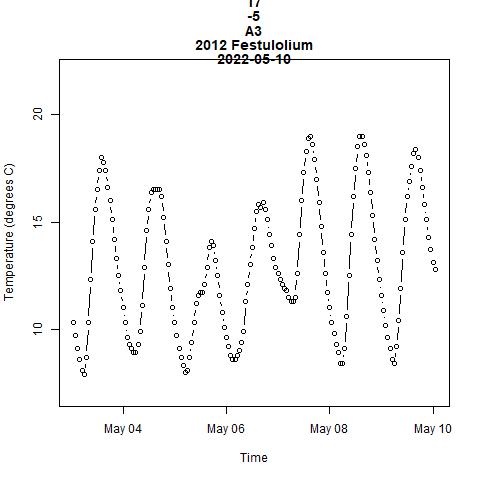 17
-5
A3
2012 Festulolium
2022-05-10
Temperature (degrees C)
20
15
10
May 04
May 06
May 08
May 10
Time